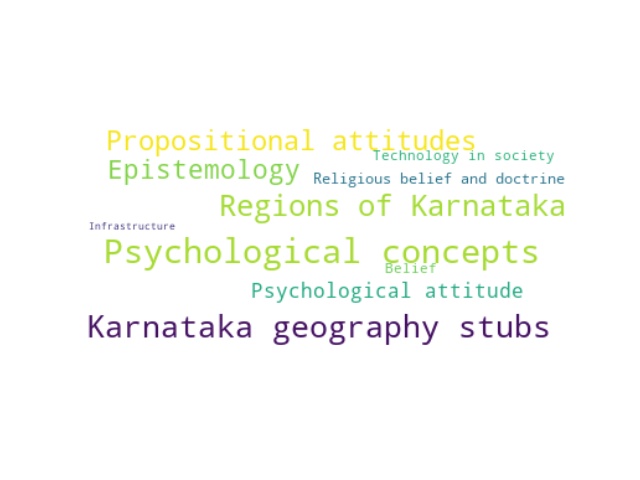 Propositional attitudes
Technology in society
Epistemology
Religious belief and doctrine
Regions of Karnataka
Infrastructure
Psychological concepts
Belief
Psychological attitude
Karnataka geography stubs